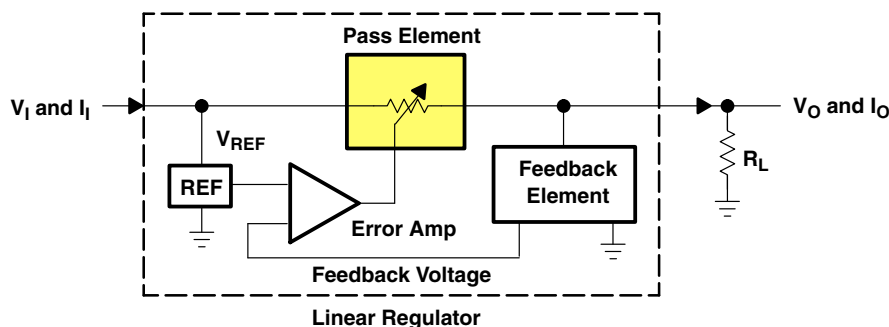 Pass Element
V_I and I_I
V_REF
REF
Error Amp
Feedback
Element
Feedback Voltage
V_O and I_O
R_L
Linear Regulator